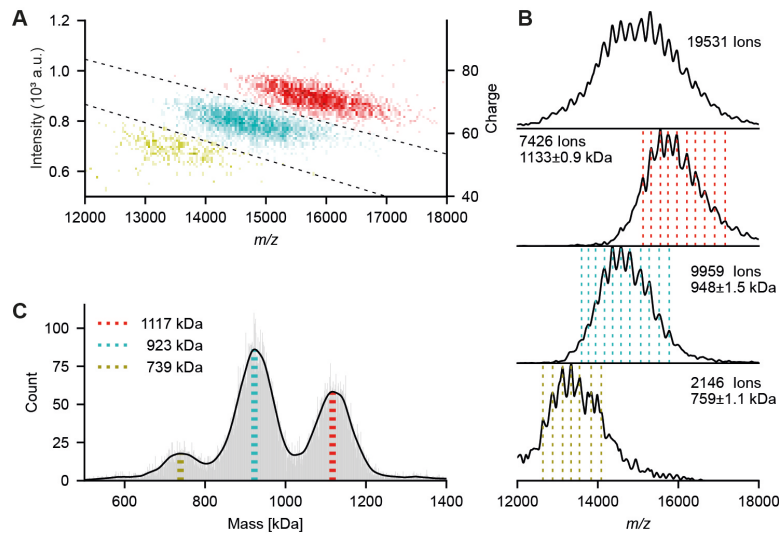 A
1.2
1.0
0.8
0.6
Intensity (10³ a.u.)
80
60
40
Charge
12000 13000 14000 15000 16000 17000 18000
m/z
B
19531 Ions
7426 Ions
1133±0.9 kDa
9959 Ions
948±1.5 kDa
2146 Ions
759±1.1 kDa
12000 14000 16000 18000
m/z
C
1117 kDa
923 kDa
739 kDa
100
75
50
25
0
Count
600 800 1000 1200 1400
Mass [kDa]